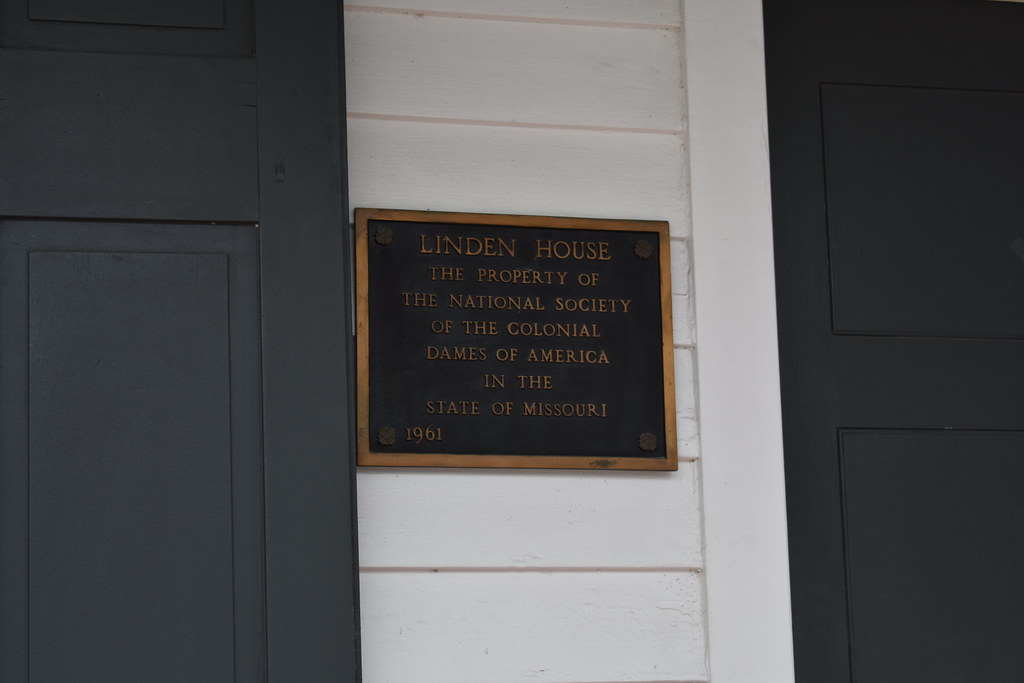 LINDEN HOUSE
THE PROPERTY OF
THE NATIONAL SOCIETY
OF THE COLONIAL
DAMES OF AMERICA
IN THE
STATE OF MISSOURI
1961